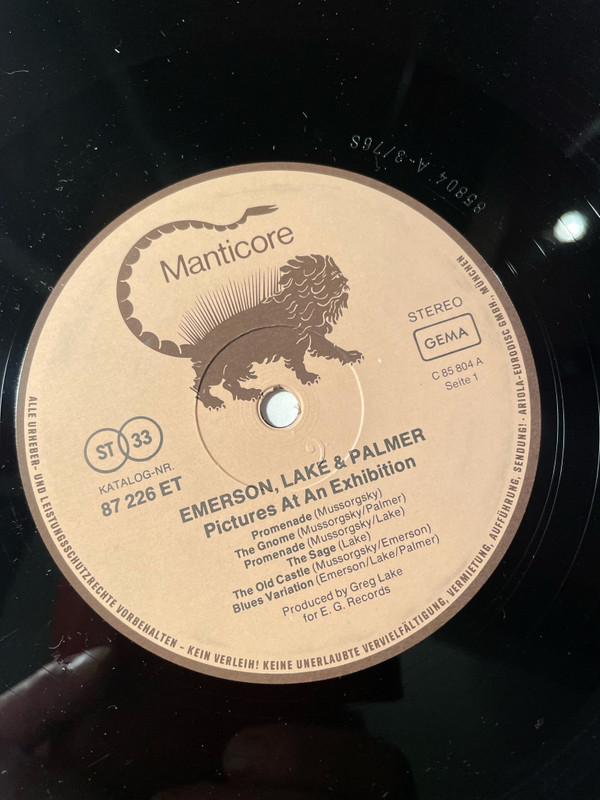 85804 A-3/76S
Manticore
STEREO
GEMA
C 85 804 A
Seite 1
ST 33
KATALOG-NR.
87 226 ET
EMERSON, LAKE & PALMER
Pictures At An Exhibition
Promenade (Mussorgsky)
The Gnome (Mussorgsky/Palmer)
Promenade (Mussorgsky/Lake)
The Sage (Lake)
The Old Castle (Mussorgsky/Emerson)
Blues Variation (Emerson/Lake/Palmer)
Produced by Greg Lake
for E. G. Records
ALLE URHEBER- UND LEISTUNGSSCHUTZRECHTE VORBEHALTEN - KEIN VERLEIH! KEINE UNERLAUBTE VERVIELFÄLTIGUNG, VERMIETUNG, AUFFÜHRUNG, SENDUNG! · ARIOLA-EURODISC GMBH, MÜNCHEN